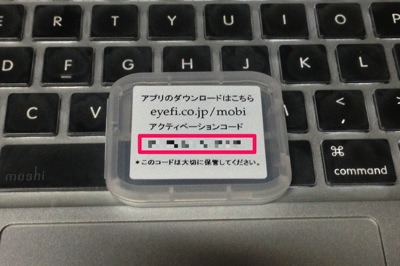 アプリのダウンロードはこちら
eyefi.co.jp/mobi
アクティベーションコード
*このコードは大切に保管してください。
moshi
⌘
command
R
T
Y
U
I
D
F
G
H
J
K
L
C